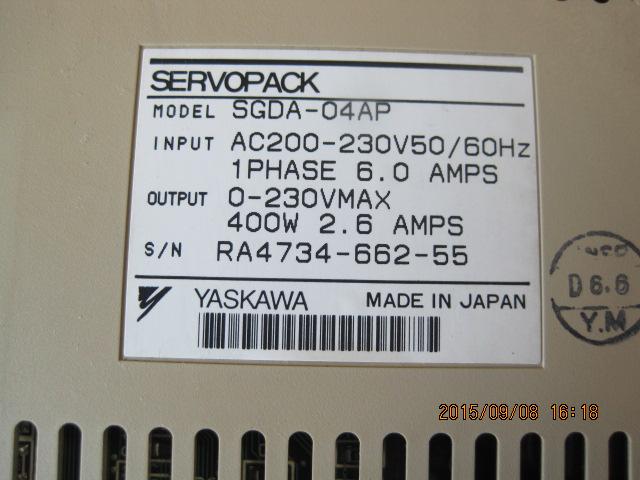 SERVOPACK
MODEL SGDA-04AP
INPUT AC200-230V50/60Hz
1PHASE 6.0 AMPS
OUTPUT 0-230VMAX
400W 2.6 AMPS
S/N RA4734-662-55
YASKAWA MADE IN JAPAN
D6.6
Y.M
2015/09/08 16:18